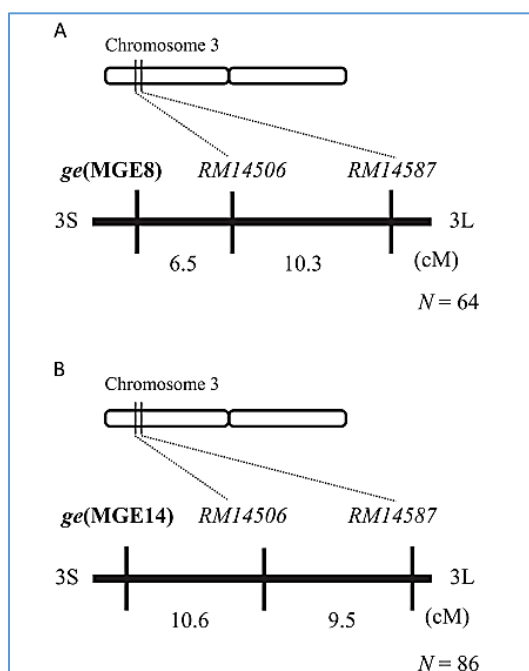 A
Chromosome 3
ge(MGE8) RM14506 RM14587
3S 3L
6.5 10.3 (cM)
N = 64
B
Chromosome 3
ge(MGE14) RM14506 RM14587
3S 3L
10.6 9.5 (cM)
N = 86